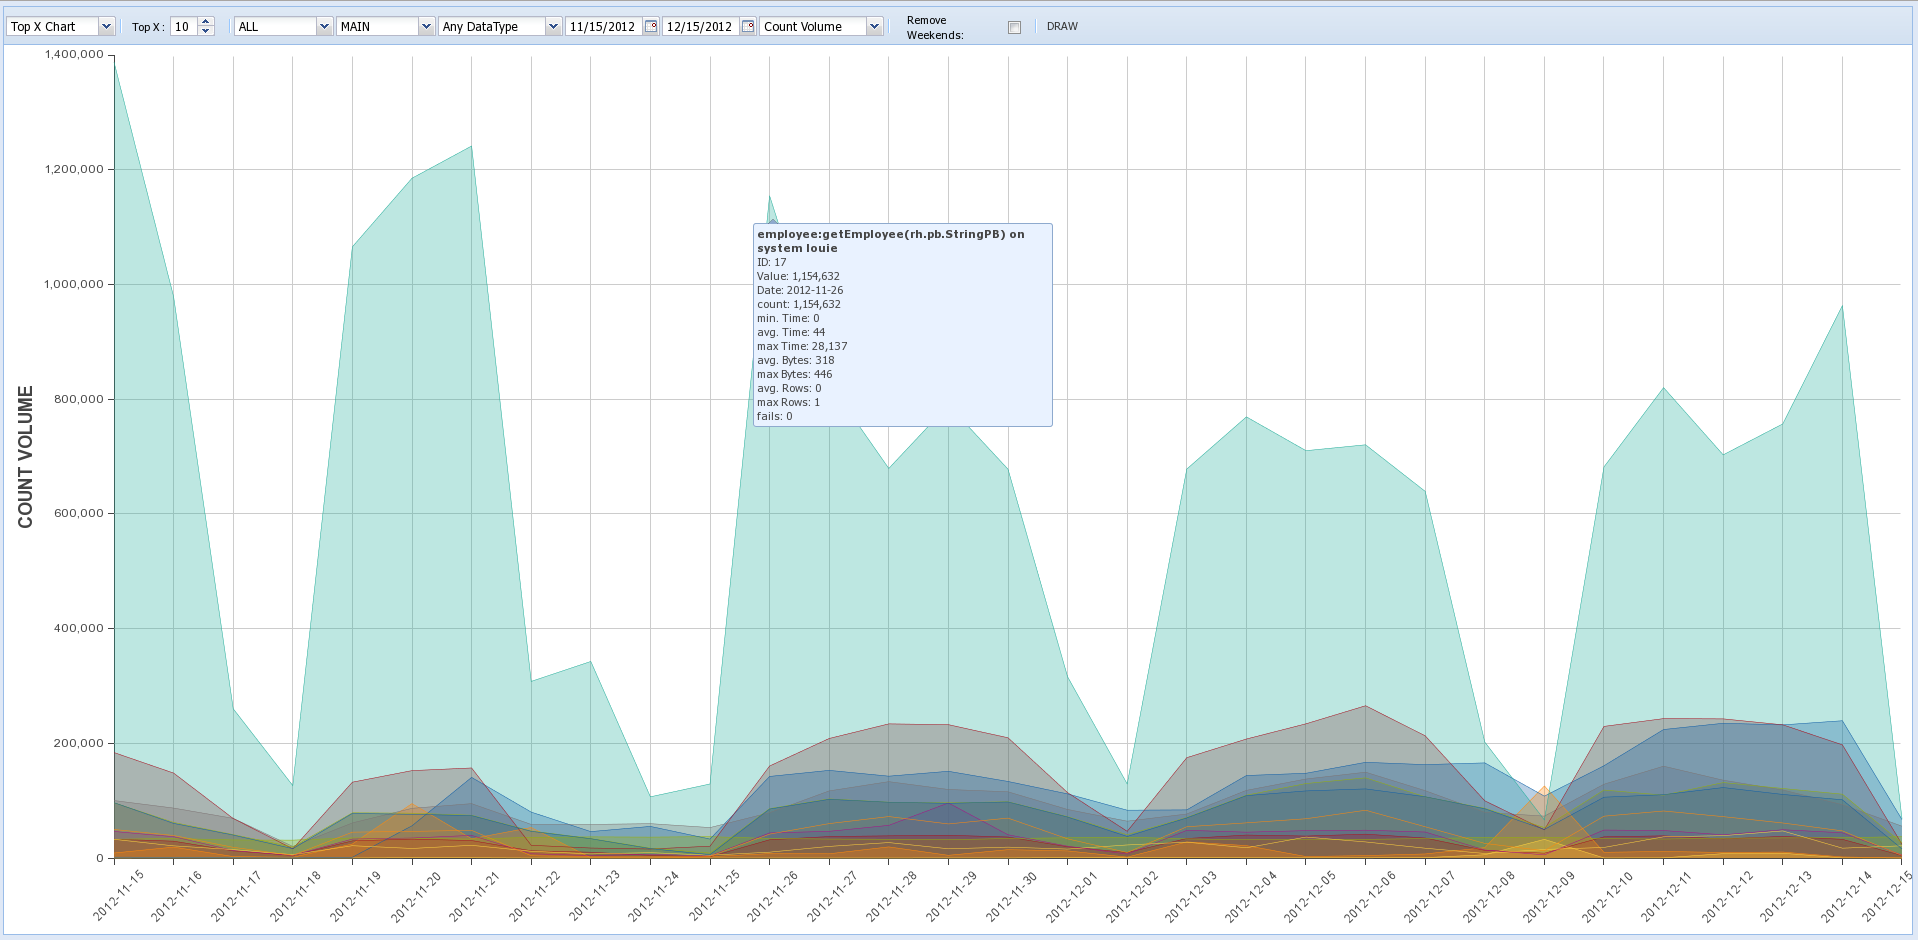 Top X Chart Top X : 10 ALL MAIN Any DataType 11/15/2012 12/15/2012 Count Volume Remove Weekends: DRAW
1,400,000
1,200,000
1,000,000
800,000
600,000
400,000
200,000
0
COUNT VOLUME
employee:getEmployee(rh.pb.StringPB) on
system louie
ID: 17
Value: 1,154,632
Date: 2012-11-26
count: 1,154,632
min. Time: 0
avg. Time: 44
max Time: 28,137
avg. Bytes: 318
max Bytes: 446
avg. Rows: 0
max Rows: 1
fails: 0
2012-11-15 2012-11-16 2012-11-17 2012-11-18 2012-11-19 2012-11-20 2012-11-21 2012-11-22 2012-11-23 2012-11-24 2012-11-25 2012-11-26 2012-11-27 2012-11-28 2012-11-29 2012-11-30 2012-12-01 2012-12-02 2012-12-03 2012-12-04 2012-12-05 2012-12-06 2012-12-07 2012-12-08 2012-12-09 2012-12-10 2012-12-11 2012-12-12 2012-12-13 2012-12-14 2012-12-15